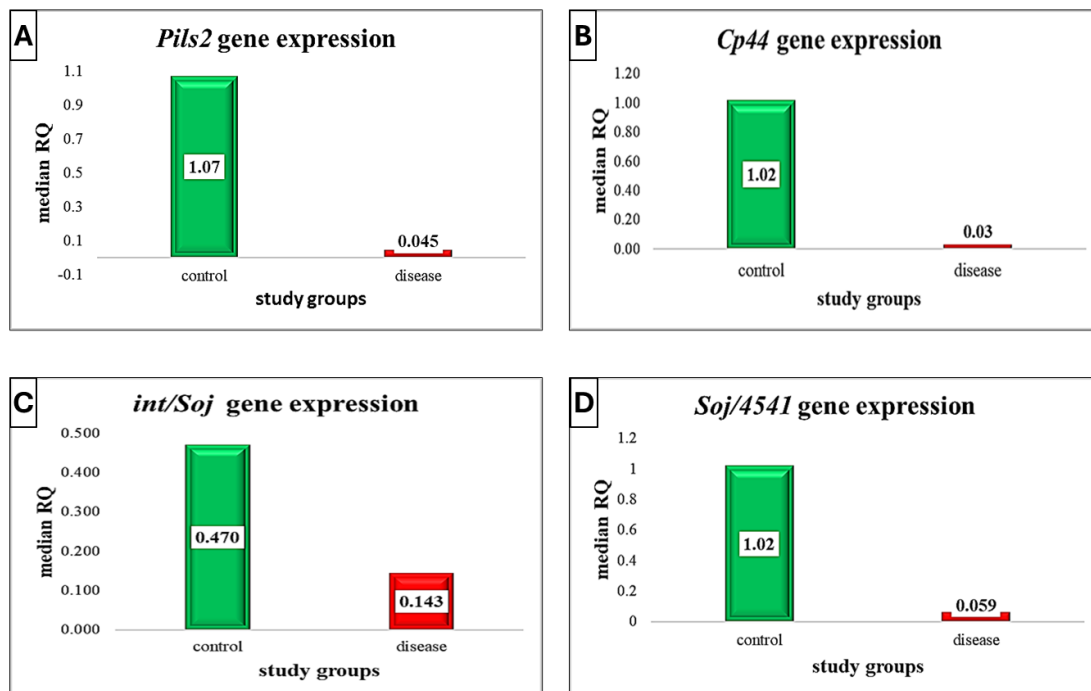 A
Pils2 gene expression
median RQ
1.1
0.9
0.7
0.5
0.3
0.1
-0.1
1.07
0.045
control
disease
study groups
B
Cp44 gene expression
median RQ
1.20
1.00
0.80
0.60
0.40
0.20
0.00
1.02
0.03
control
disease
study groups
C
int/Soj gene expression
median RQ
0.500
0.400
0.300
0.200
0.100
0.000
0.470
0.143
control
disease
study groups
D
Soj/4541 gene expression
median RQ
1.2
1
0.8
0.6
0.4
0.2
0
1.02
0.059
control
disease
study groups